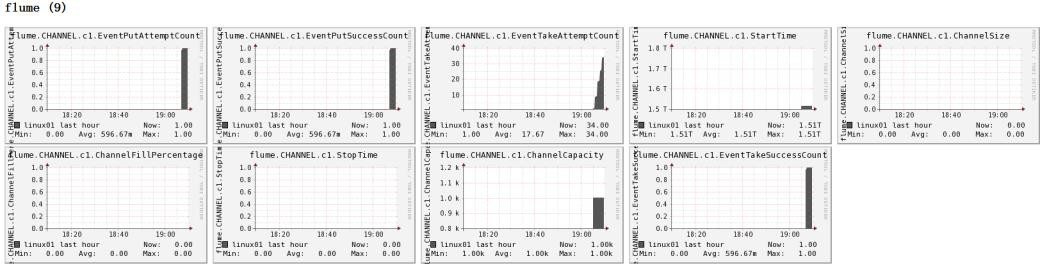 flume (9)
flume.CHANNEL.c1.EventPutAttemptCount
1.0
0.8
0.6
0.4
0.2
0.0
18:20 18:40 19:00
linux01 last hour Now: 1.00
Min: 0.00 Avg: 596.67m Max: 1.00
flume.CHANNEL.c1.EventPutSuccessCount
1.0
0.8
0.6
0.4
0.2
0.0
18:20 18:40 19:00
linux01 last hour Now: 1.00
Min: 0.00 Avg: 596.67m Max: 1.00
flume.CHANNEL.c1.EventTakeAttemptCount
40
30
20
10
18:20 18:40 19:00
linux01 last hour Now: 34.00
Min: 1.00 Avg: 17.67 Max: 34.00
flume.CHANNEL.c1.StartTime
1.8 T
1.7 T
1.6 T
1.5 T
18:20 18:40 19:00
linux01 last hour Now: 1.51T
Min: 1.51T Avg: 1.51T Max: 1.51T
flume.CHANNEL.c1.ChannelSize
1.0
0.8
0.6
0.4
0.2
0.0
18:20 18:40 19:00
linux01 last hour Now: 0.00
Min: 0.00 Avg: 0.00 Max: 0.00
flume.CHANNEL.c1.ChannelFillPercentage
1.0
0.8
0.6
0.4
0.2
0.0
18:20 18:40 19:00
linux01 last hour Now: 0.00
Min: 0.00 Avg: 0.00 Max: 0.00
flume.CHANNEL.c1.StopTime
1.0
0.8
0.6
0.4
0.2
0.0
18:20 18:40 19:00
linux01 last hour Now: 0.00
Min: 0.00 Avg: 0.00 Max: 0.00
flume.CHANNEL.c1.ChannelCapacity
1.2 k
1.1 k
1.0 k
0.9 k
0.8 k
18:20 18:40 19:00
linux01 last hour Now: 1.00k
Min: 1.00k Avg: 1.00k Max: 1.00k
flume.CHANNEL.c1.EventTakeSuccessCount
1.0
0.8
0.6
0.4
0.2
0.0
18:20 18:40 19:00
linux01 last hour Now: 1.00
Min: 0.00 Avg: 596.67m Max: 1.00